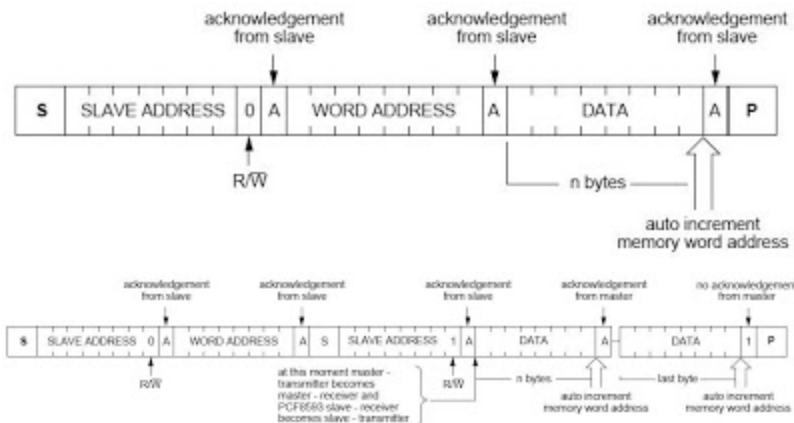 acknowledgement
from slave
acknowledgement
from slave
acknowledgement
from slave
S SLAVE ADDRESS 0 A WORD ADDRESS A DATA A P
R/W̅
n bytes
auto increment
memory word address
acknowledgement
from slave
acknowledgement
from slave
acknowledgement
from slave
acknowledgement
from master
no acknowledgement
from master
S SLAVE ADDRESS 0 A WORD ADDRESS A S SLAVE ADDRESS 1 A DATA A DATA 1 P
R/W̅
at this moment master -
transmitter becomes
master - receiver and
PCF8593 slave - receiver
becomes slave - transmitter
R/W̅
n bytes
auto increment
memory word address
last byte
auto increment
memory word address